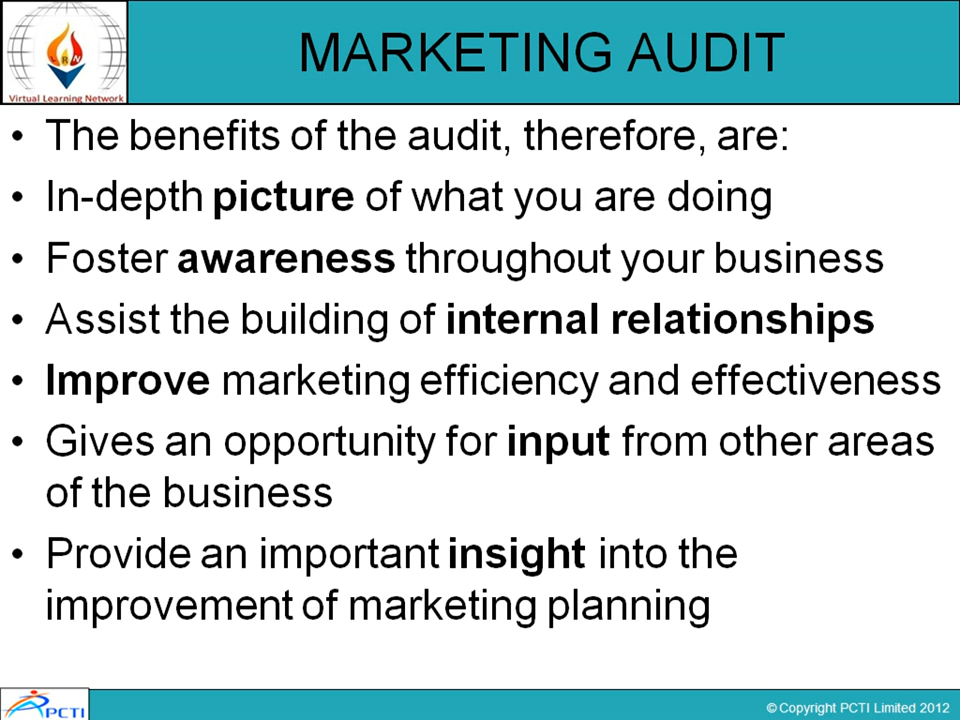 MARKETING AUDIT
Virtual Learning Network
• The benefits of the audit, therefore, are:
• In-depth picture of what you are doing
• Foster awareness throughout your business
• Assist the building of internal relationships
• Improve marketing efficiency and effectiveness
• Gives an opportunity for input from other areas
of the business
• Provide an important insight into the
improvement of marketing planning
PCTI
© Copyright PCTI Limited 2012